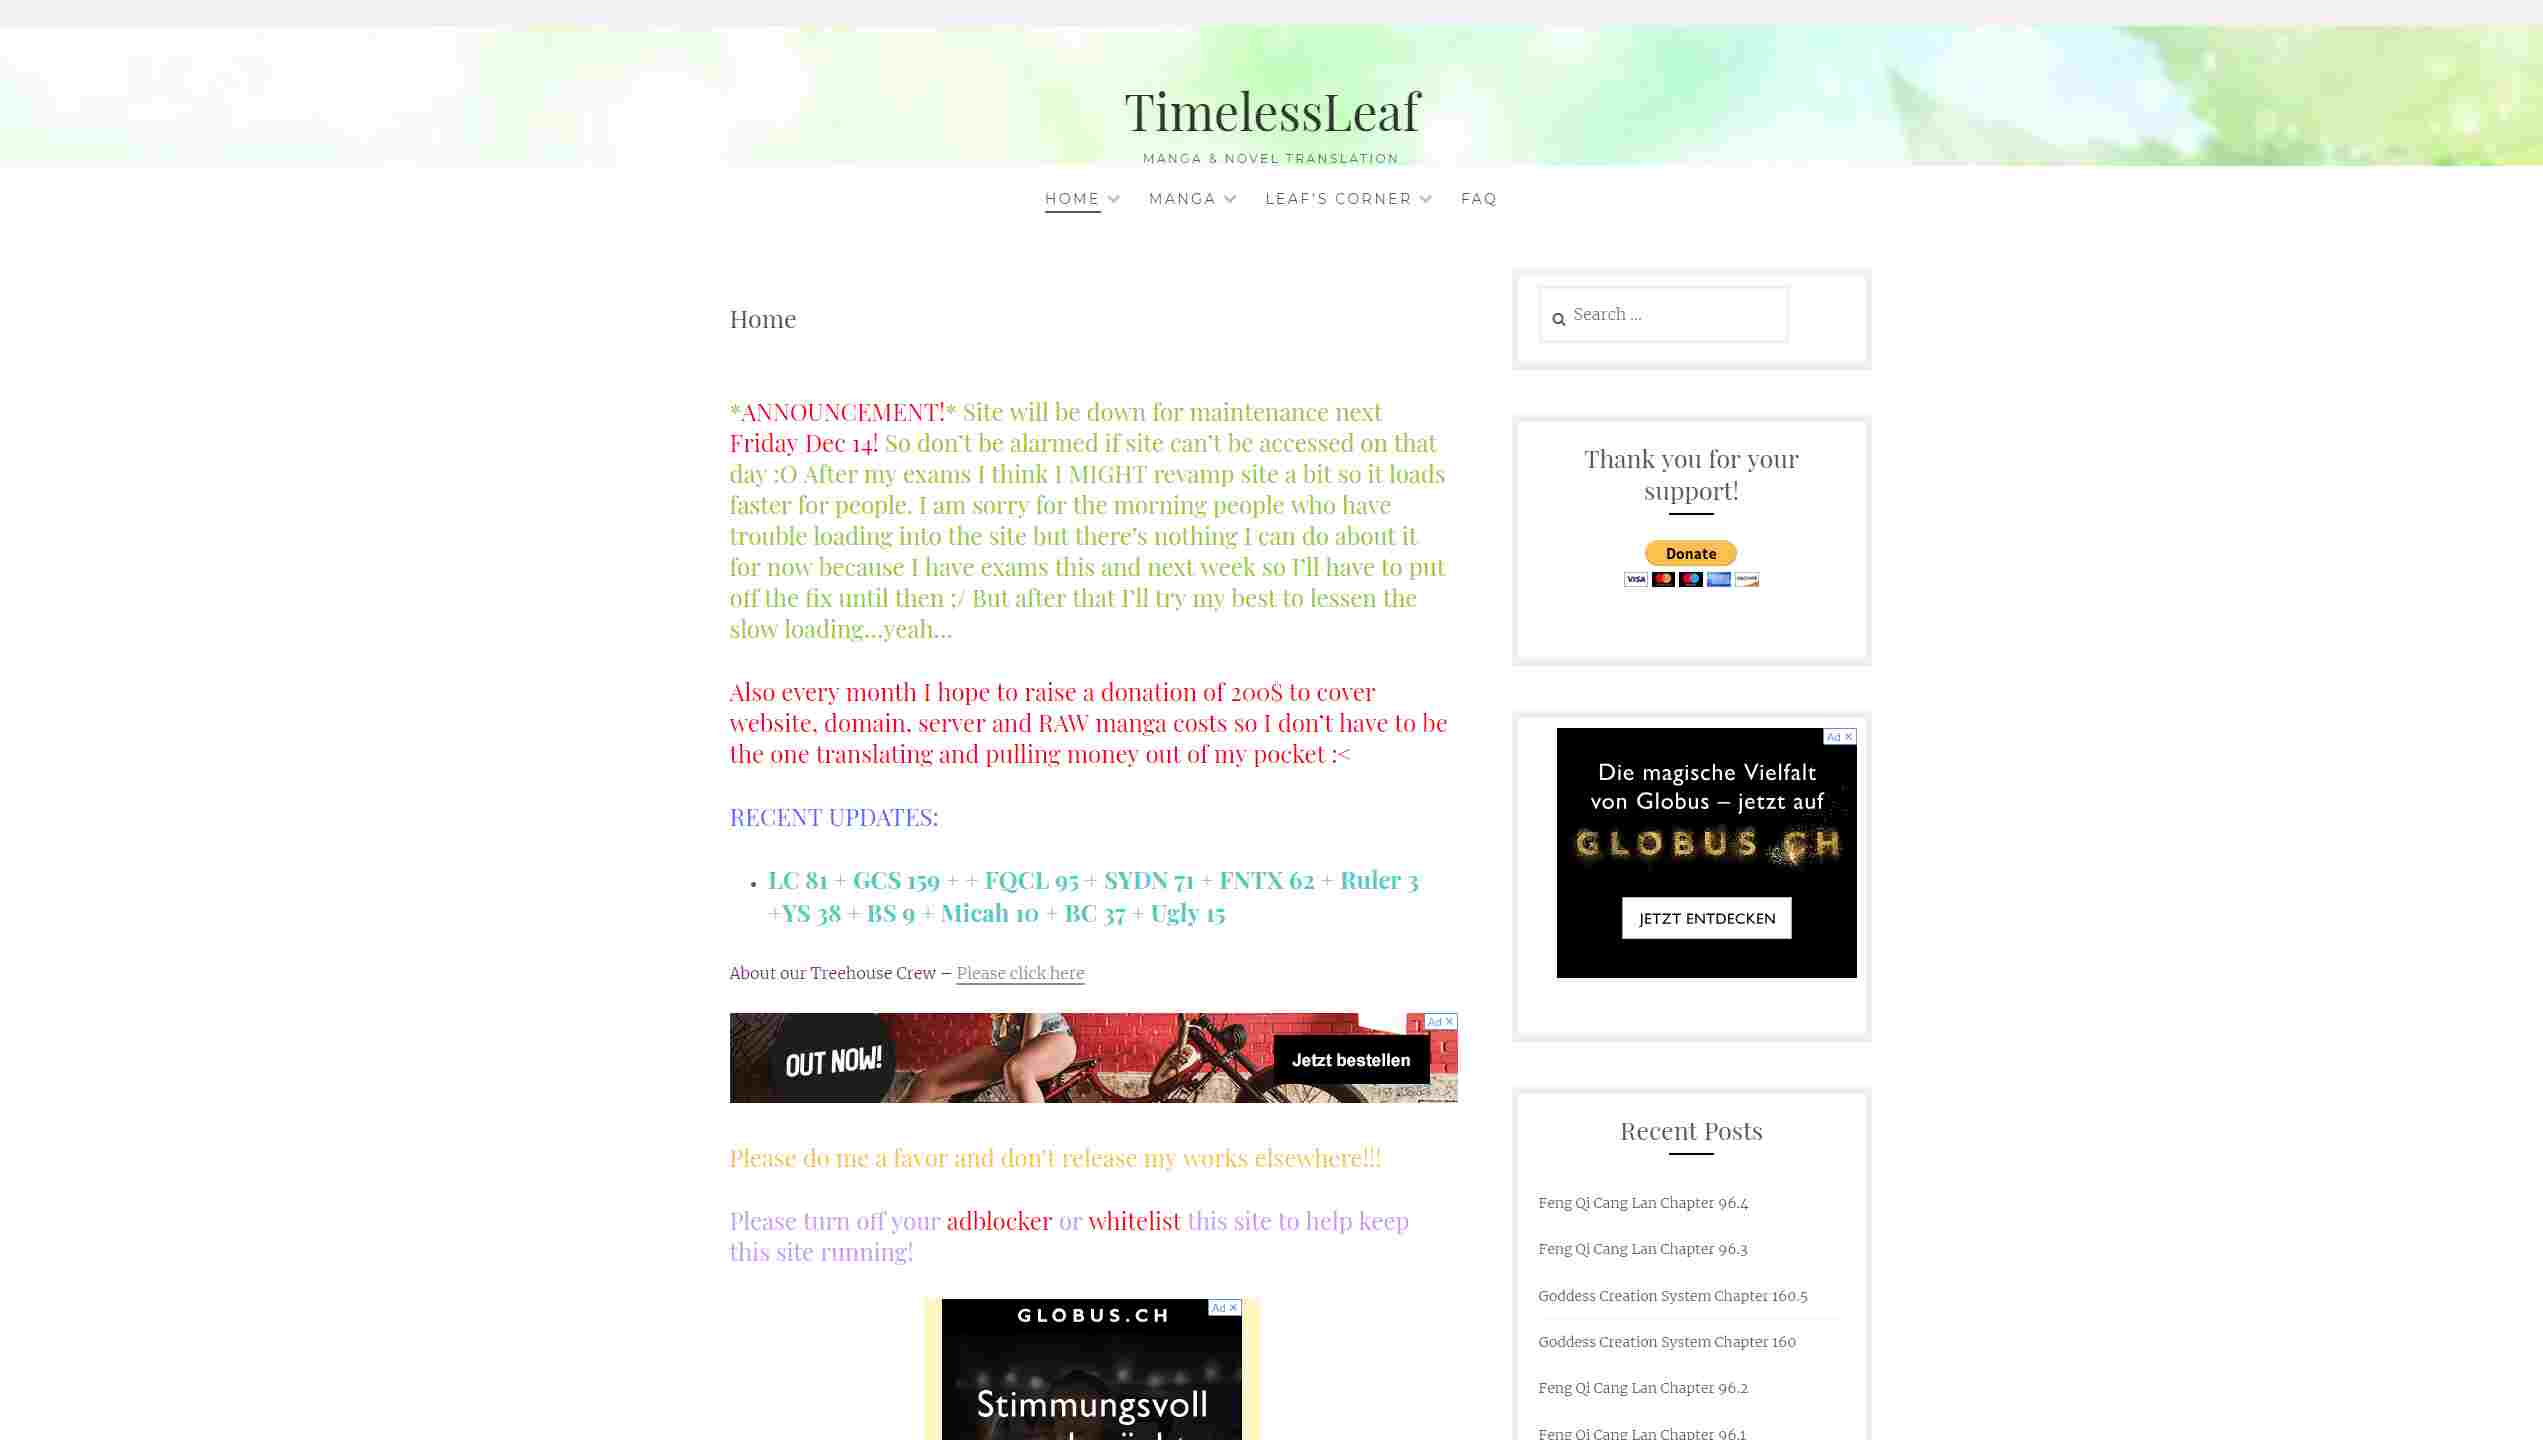 TimelessLeaf
MANGA & NOVEL TRANSLATION
HOME MANGA LEAF'S CORNER FAQ
Home
*ANNOUNCEMENT!* Site will be down for maintenance next
Friday Dec 14! So don't be alarmed if site can't be accessed on that
day :O After my exams I think I MIGHT revamp site a bit so it loads
faster for people. I am sorry for the morning people who have
trouble loading into the site but there's nothing I can do about it
for now because I have exams this and next week so I'll have to put
off the fix until then ;/ But after that I'll try my best to lessen the
slow loading…yeah…
Also every month I hope to raise a donation of 200$ to cover
website, domain, server and RAW manga costs so I don't have to be
the one translating and pulling money out of my pocket :<
RECENT UPDATES:
LC 81 + GCS 159 + + FQCL 95 + SYDN 71 + FNTX 62 + Ruler 3
+YS 38 + BS 9 + Micah 10 + BC 37 + Ugly 15
About our Treehouse Crew – Please click here
Ad
OUT NOW!
Jetzt bestellen
Please do me a favor and don't release my works elsewhere!!!
Please turn off your adblocker or whitelist this site to help keep
this site running!
Ad
GLOBUS.CH
Stimmungsvoll
Search …
Thank you for your
support!
Donate
VISA
Ad
Die magische Vielfalt
von Globus – jetzt auf
GLOBUS.CH
JETZT ENTDECKEN
Recent Posts
Feng Qi Cang Lan Chapter 96.4
Feng Qi Cang Lan Chapter 96.3
Goddess Creation System Chapter 160.5
Goddess Creation System Chapter 160
Feng Qi Cang Lan Chapter 96.2
Feng Qi Cang Lan Chapter 96.1